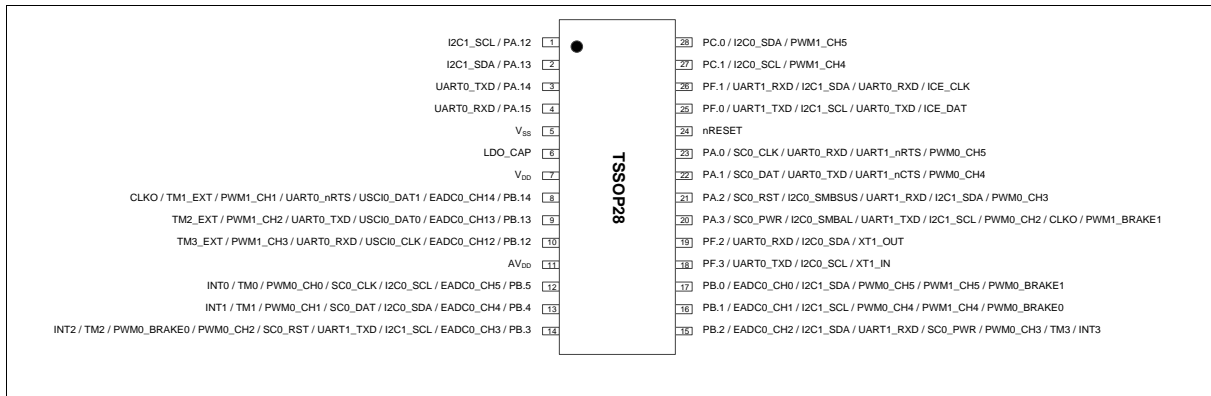 I2C1_SCL / PA.12 1
I2C1_SDA / PA.13 2
UART0_TXD / PA.14 3
UART0_RXD / PA.15 4
VSS 5
LDO_CAP 6
VDD 7
CLKO / TM1_EXT / PWM1_CH1 / UART0_nRTS / USCI0_DAT1 / EADC0_CH14 / PB.14 8
TM2_EXT / PWM1_CH2 / UART0_TXD / USCI0_DAT0 / EADC0_CH13 / PB.13 9
TM3_EXT / PWM1_CH3 / UART0_RXD / USCI0_CLK / EADC0_CH12 / PB.12 10
AVDD 11
INT0 / TM0 / PWM0_CH0 / SC0_CLK / I2C0_SCL / EADC0_CH5 / PB.5 12
INT1 / TM1 / PWM0_CH1 / SC0_DAT / I2C0_SDA / EADC0_CH4 / PB.4 13
INT2 / TM2 / PWM0_BRAKE0 / PWM0_CH2 / SC0_RST / UART1_TXD / I2C1_SCL / EADC0_CH3 / PB.3 14
TSSOP28
28 PC.0 / I2C0_SDA / PWM1_CH5
27 PC.1 / I2C0_SCL / PWM1_CH4
26 PF.1 / UART1_RXD / I2C1_SDA / UART0_RXD / ICE_CLK
25 PF.0 / UART1_TXD / I2C1_SCL / UART0_TXD / ICE_DAT
24 nRESET
23 PA.0 / SC0_CLK / UART0_RXD / UART1_nRTS / PWM0_CH5
22 PA.1 / SC0_DAT / UART0_TXD / UART1_nCTS / PWM0_CH4
21 PA.2 / SC0_RST / I2C0_SMBSUS / UART1_RXD / I2C1_SDA / PWM0_CH3
20 PA.3 / SC0_PWR / I2C0_SMBAL / UART1_TXD / I2C1_SCL / PWM0_CH2 / CLKO / PWM1_BRAKE1
19 PF.2 / UART0_RXD / I2C0_SDA / XT1_OUT
18 PF.3 / UART0_TXD / I2C0_SCL / XT1_IN
17 PB.0 / EADC0_CH0 / I2C1_SDA / PWM0_CH5 / PWM1_CH5 / PWM0_BRAKE1
16 PB.1 / EADC0_CH1 / I2C1_SCL / PWM0_CH4 / PWM1_CH4 / PWM0_BRAKE0
15 PB.2 / EADC0_CH2 / I2C1_SDA / UART1_RXD / SC0_PWR / PWM0_CH3 / TM3 / INT3